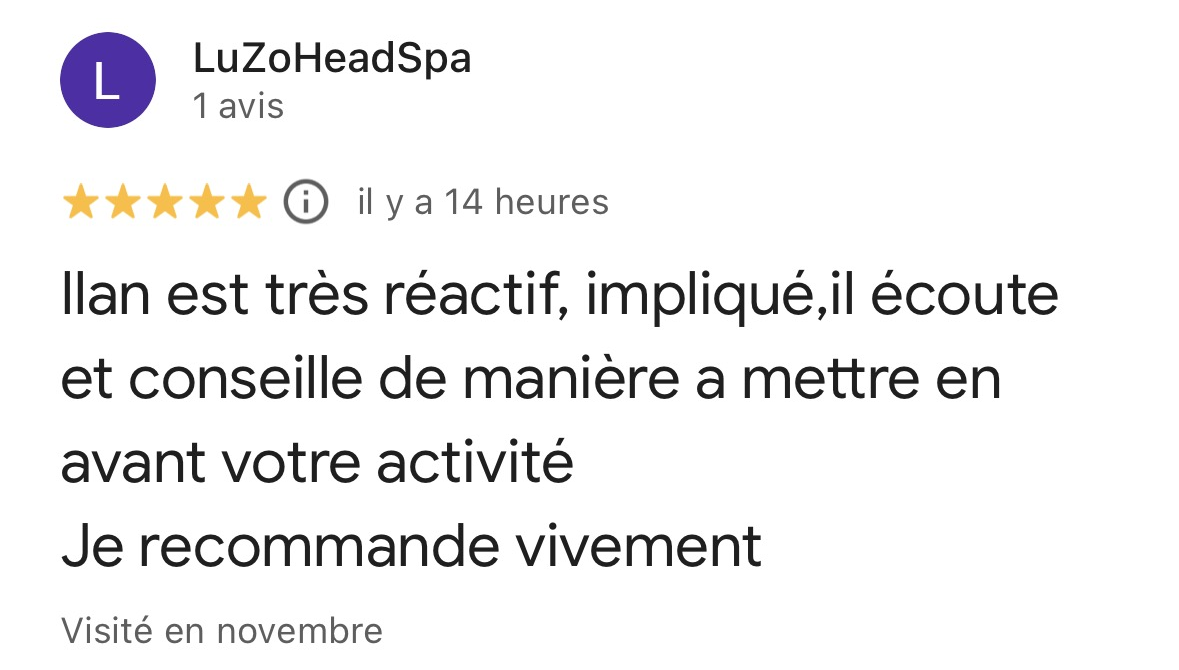 L
LuZoHeadSpa
1 avis
il y a 14 heures
Ilan est très réactif, impliqué,il écoute
et conseille de manière a mettre en
avant votre activité
Je recommande vivement
Visité en novembre